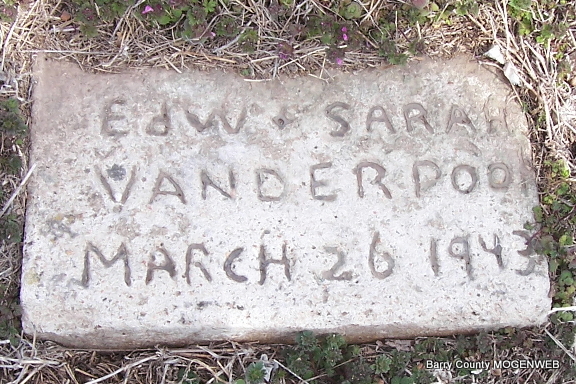 Edw · SARAH
VANDERPOOL
MARCH 26 1943
Barry County MOGENWEB